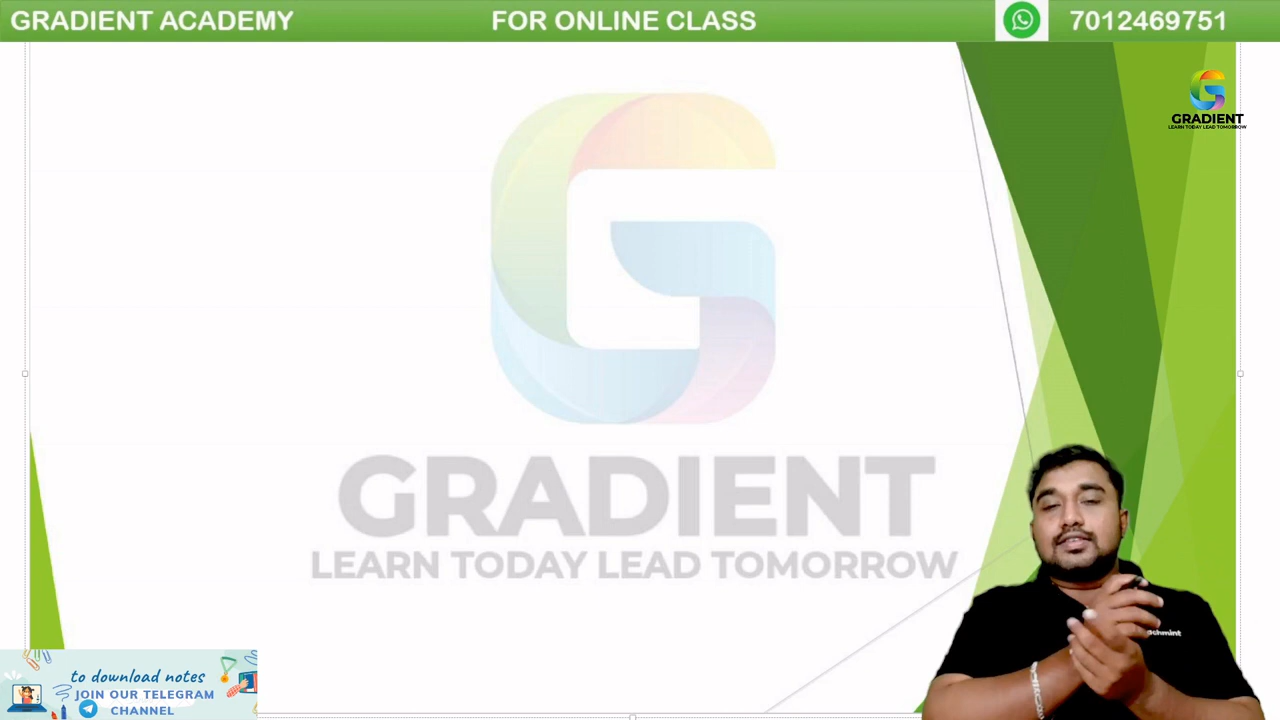 GRADIENT ACADEMY
FOR ONLINE CLASS
7012469751
GRADIENT
LEARN TODAY LEAD TOMORROW
GRADIENT
LEARN TODAY LEAD TOMORROW
to download notes
JOIN OUR TELEGRAM
CHANNEL